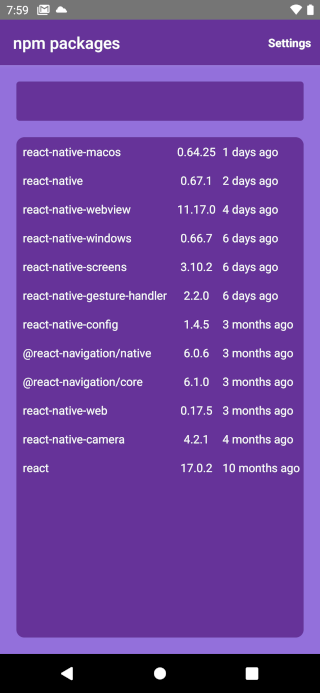 7:59
npm packages Settings
react-native-macos 0.64.25 1 days ago
react-native 0.67.1 2 days ago
react-native-webview 11.17.0 4 days ago
react-native-windows 0.66.7 6 days ago
react-native-screens 3.10.2 6 days ago
react-native-gesture-handler 2.2.0 6 days ago
react-native-config 1.4.5 3 months ago
@react-navigation/native 6.0.6 3 months ago
@react-navigation/core 6.1.0 3 months ago
react-native-web 0.17.5 3 months ago
react-native-camera 4.2.1 4 months ago
react 17.0.2 10 months ago